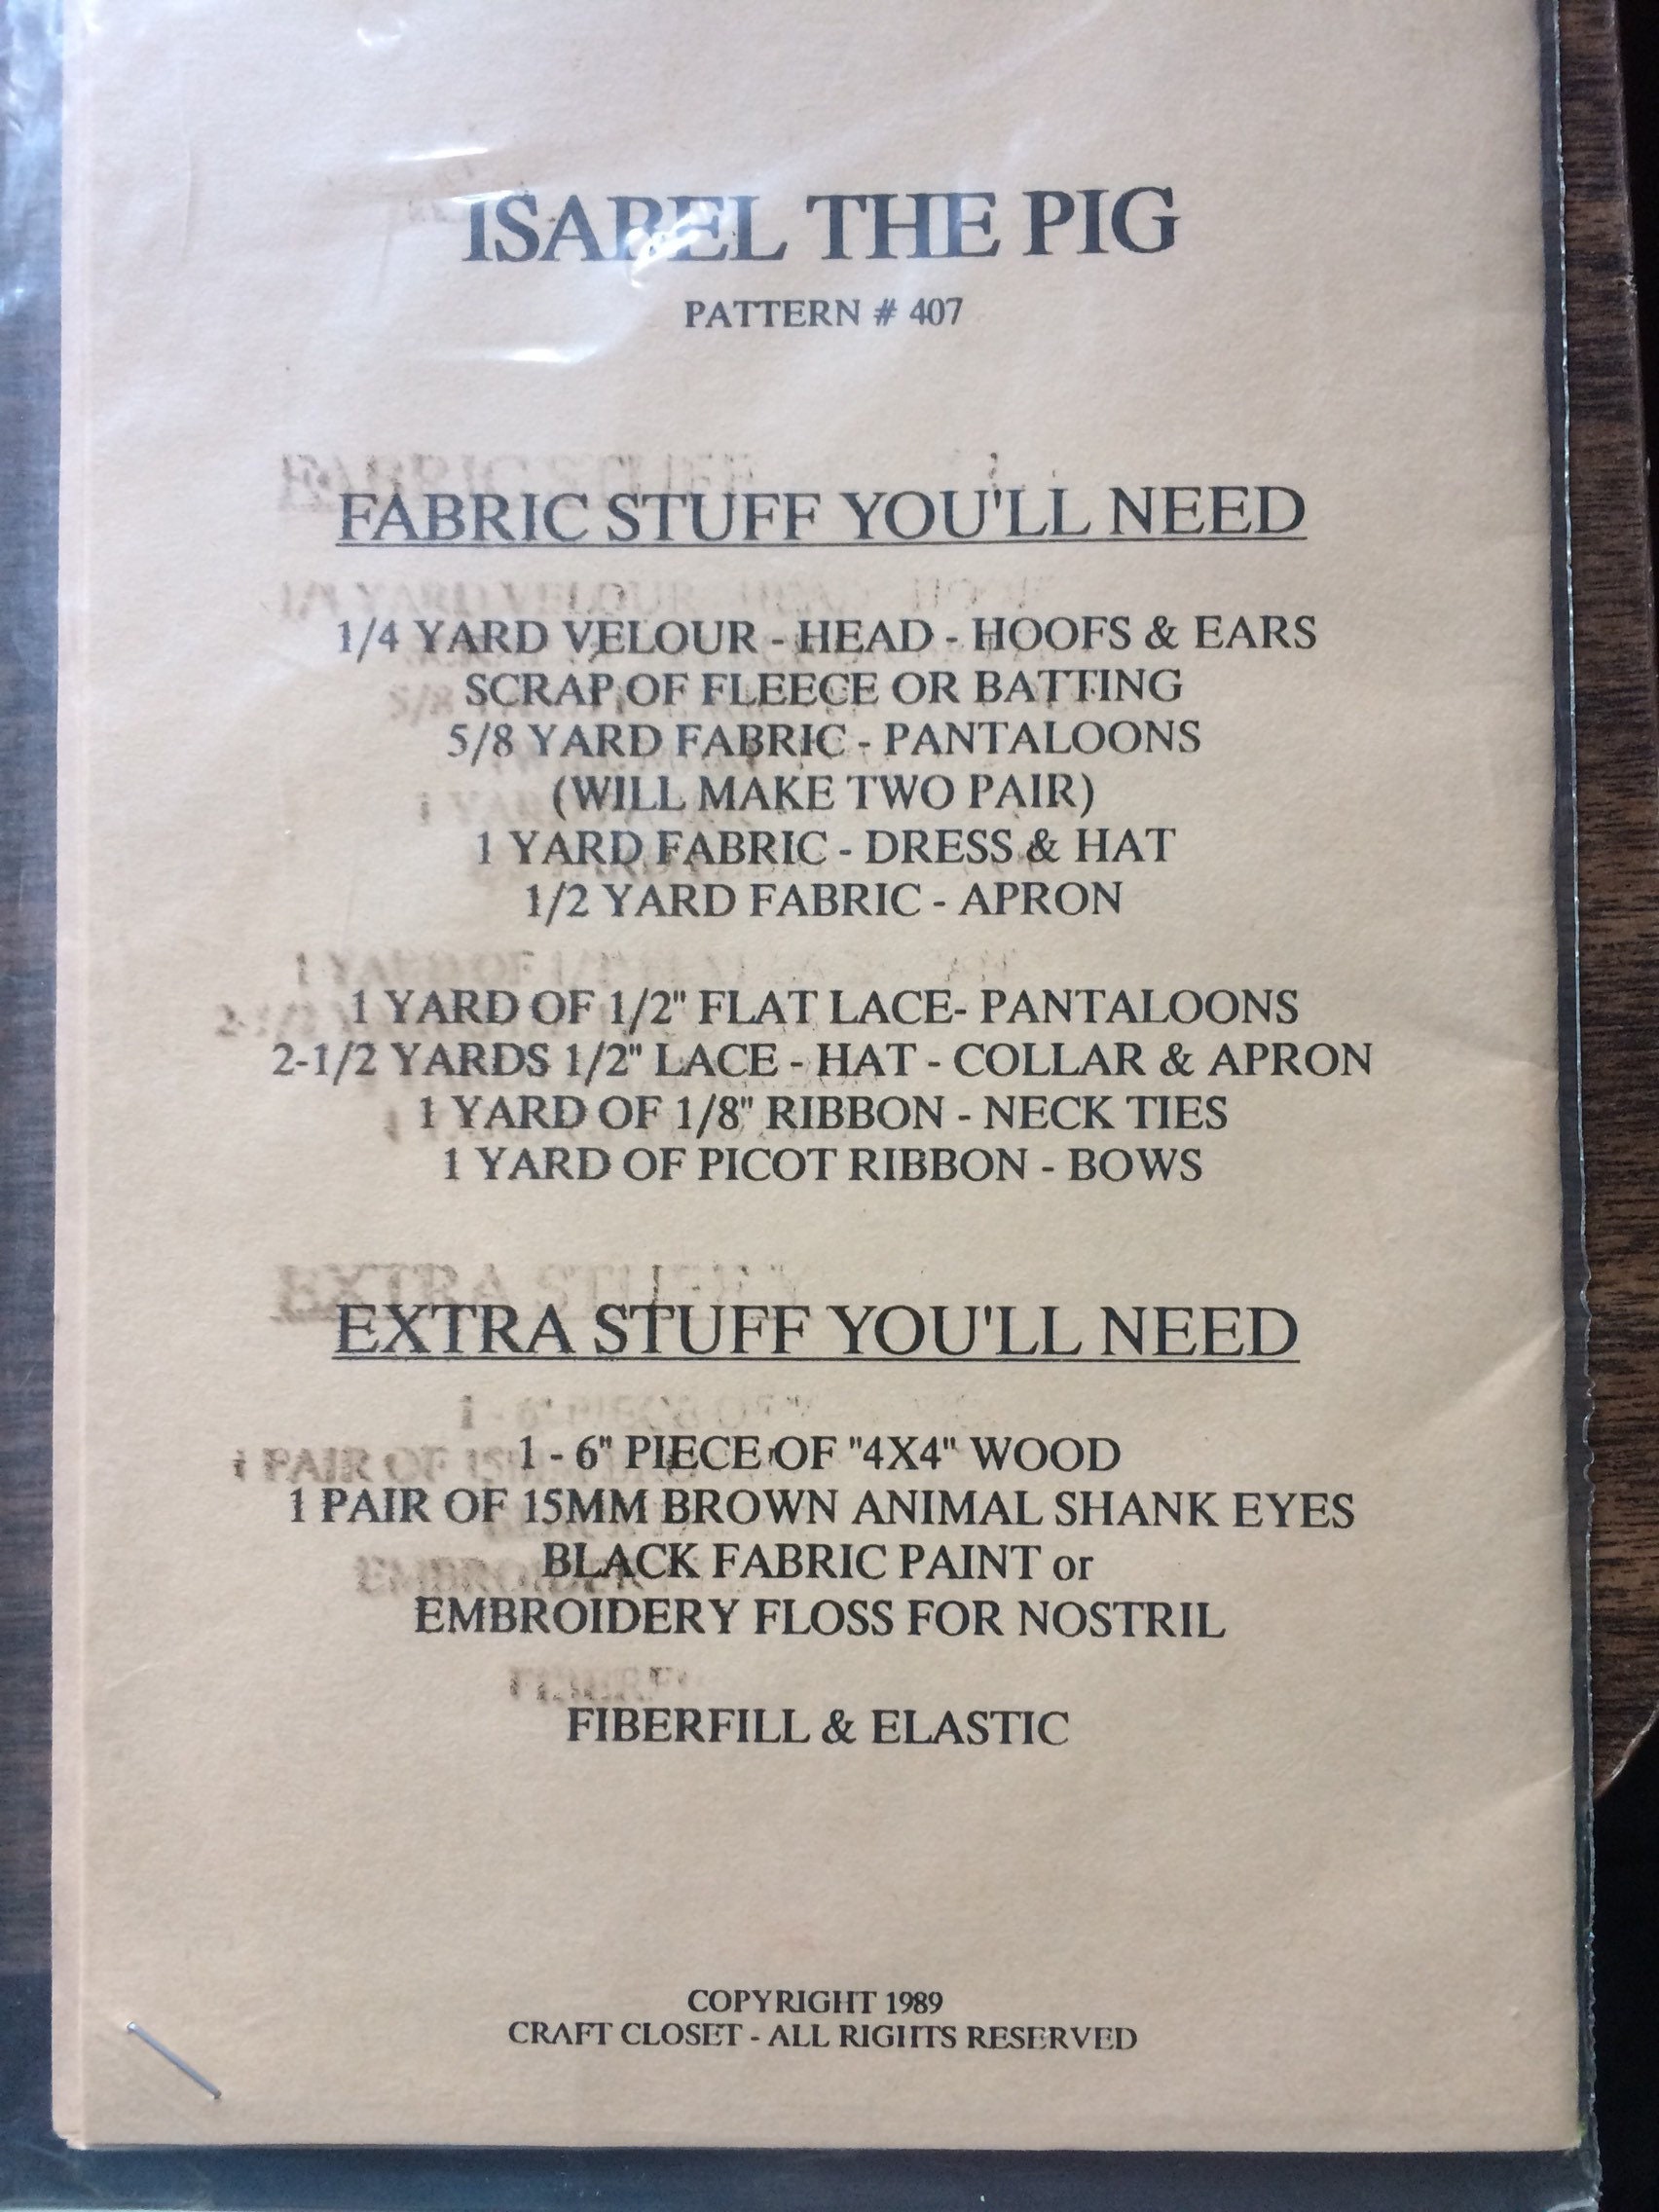 ISABEL THE PIG
PATTERN # 407
FABRIC STUFF YOU'LL NEED
1/4 YARD VELOUR - HEAD - HOOFS & EARS
SCRAP OF FLEECE OR BATTING
5/8 YARD FABRIC - PANTALOONS
(WILL MAKE TWO PAIR)
1 YARD FABRIC - DRESS & HAT
1/2 YARD FABRIC - APRON
1 YARD OF 1/2" FLAT LACE- PANTALOONS
2-1/2 YARDS 1/2" LACE - HAT - COLLAR & APRON
1 YARD OF 1/8" RIBBON - NECK TIES
1 YARD OF PICOT RIBBON - BOWS
EXTRA STUFF YOU'LL NEED
1 - 6" PIECE OF "4X4" WOOD
1 PAIR OF 15MM BROWN ANIMAL SHANK EYES
BLACK FABRIC PAINT or
EMBROIDERY FLOSS FOR NOSTRIL
FIBERFILL & ELASTIC
COPYRIGHT 1989
CRAFT CLOSET - ALL RIGHTS RESERVED